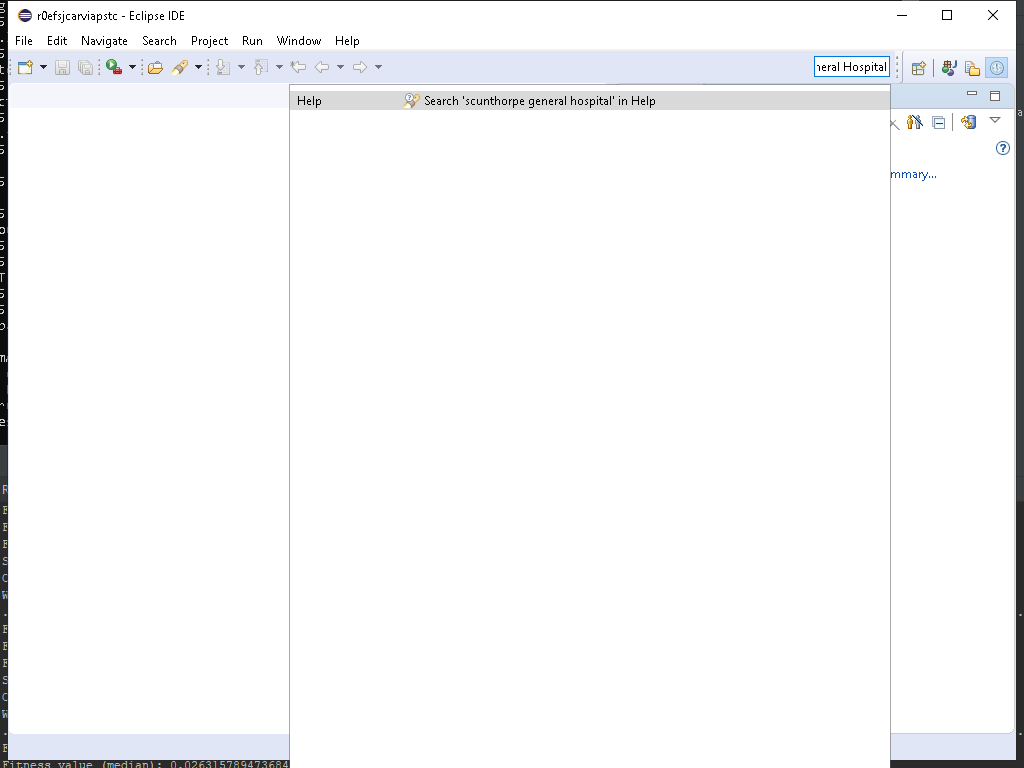 r0efsjcarviapstc - Eclipse IDE
File Edit Navigate Search Project Run Window Help
neral Hospital
Help Search 'scunthorpe general hospital' in Help
mmary...
Fitness value (median): 0.026315789473684